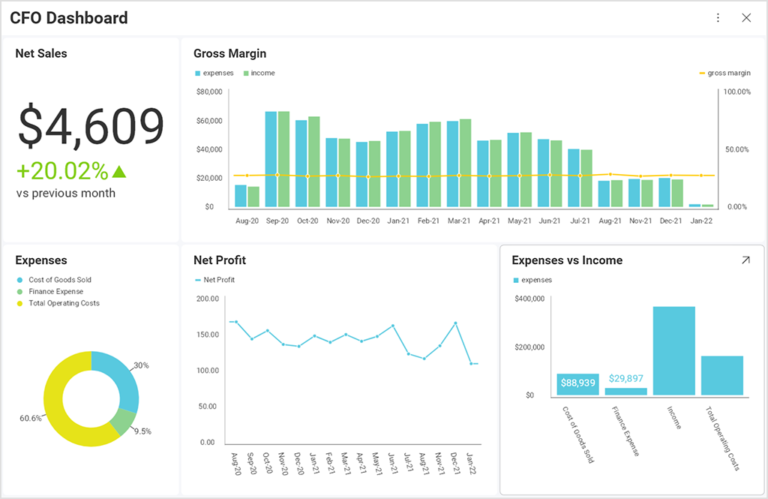 CFO Dashboard
Net Sales
$4,609
+20.02%
vs previous month
Gross Margin
expenses income gross margin
$80,000 100.00%
$60,000
$40,000 50.00%
$20,000
$0 0.00%
Aug-20 Sep-20 Oct-20 Nov-20 Dec-20 Jan-21 Feb-21 Mar-21 Apr-21 May-21 Jun-21 Jul-21 Aug-21 Nov-21 Dec-21 Jan-22
Expenses
Cost of Goods Sold
Finance Expense
Total Operating Costs
30%
60.6%
9.5%
Net Profit
Net Profit
200.00
150.00
100.00
50.00
0.00
Aug-20 Sep-20 Oct-20 Nov-20 Dec-20 Jan-21 Feb-21 Mar-21 Apr-21 May-21 Jun-21 Jul-21 Aug-21 Nov-21 Dec-21 Jan-22
Expenses vs Income
expenses
$400,000
$200,000
$0
$88,939 $29,897
Cost of Goods Sold
Finance Expense
Income
Total Operating Costs